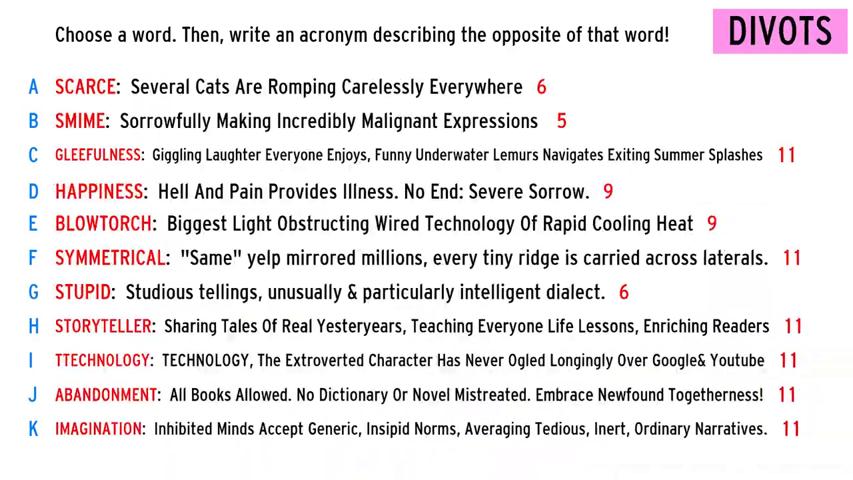 Choose a word. Then, write an acronym describing the opposite of that word!
DIVOTS
A SCARCE: Several Cats Are Romping Carelessly Everywhere 6
B SMIME: Sorrowfully Making Incredibly Malignant Expressions 5
C GLEEFULNESS: Giggling Laughter Everyone Enjoys, Funny Underwater Lemurs Navigates Exiting Summer Splashes 11
D HAPPINESS: Hell And Pain Provides Illness. No End: Severe Sorrow. 9
E BLOWTORCH: Biggest Light Obstructing Wired Technology Of Rapid Cooling Heat 9
F SYMMETRICAL: "Same" yelp mirrored millions, every tiny ridge is carried across laterals. 11
G STUPID: Studious tellings, unusually & particularly intelligent dialect. 6
H STORYTELLER: Sharing Tales Of Real Yesteryears, Teaching Everyone Life Lessons, Enriching Readers 11
I TTECHNOLOGY: TECHNOLOGY, The Extroverted Character Has Never Ogled Longingly Over Google& Youtube 11
J ABANDONMENT: All Books Allowed. No Dictionary Or Novel Mistreated. Embrace Newfound Togetherness! 11
K IMAGINATION: Inhibited Minds Accept Generic, Insipid Norms, Averaging Tedious, Inert, Ordinary Narratives. 11